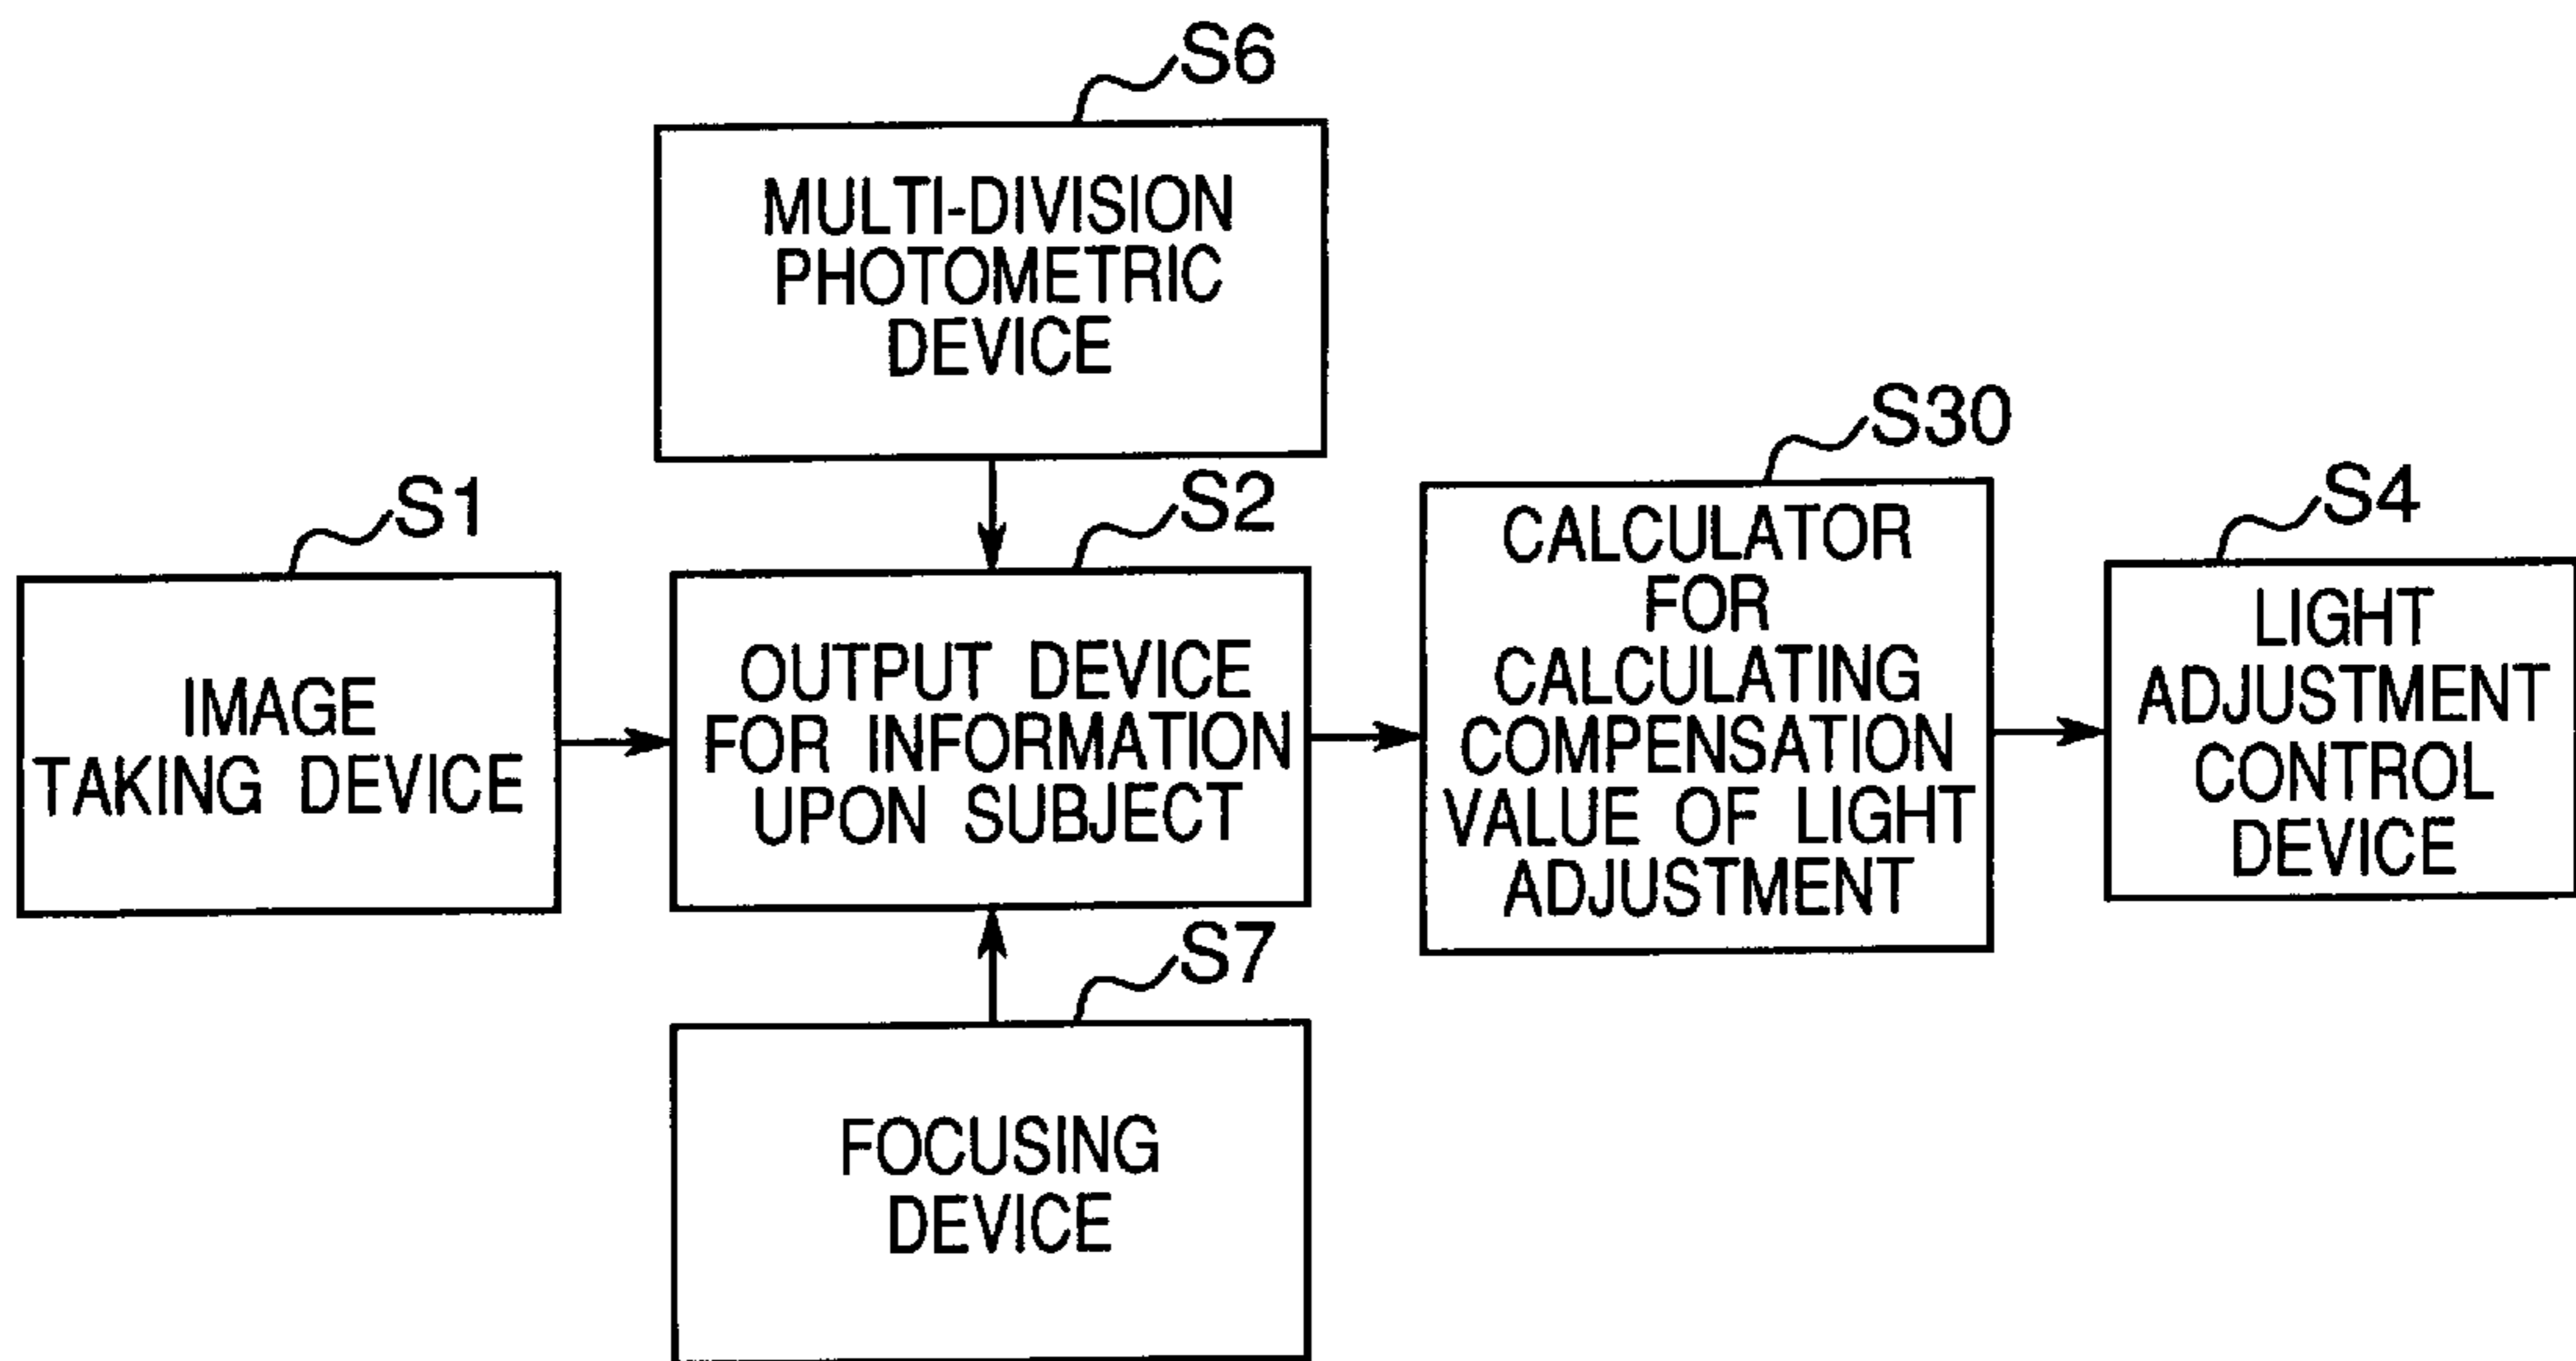 S6
MULTI-DIVISION
PHOTOMETRIC
DEVICE
S1
IMAGE
TAKING DEVICE
S2
OUTPUT DEVICE
FOR INFORMATION
UPON SUBJECT
S30
CALCULATOR
FOR
CALCULATING
COMPENSATION
VALUE OF LIGHT
ADJUSTMENT
S4
LIGHT
ADJUSTMENT
CONTROL
DEVICE
S7
FOCUSING
DEVICE